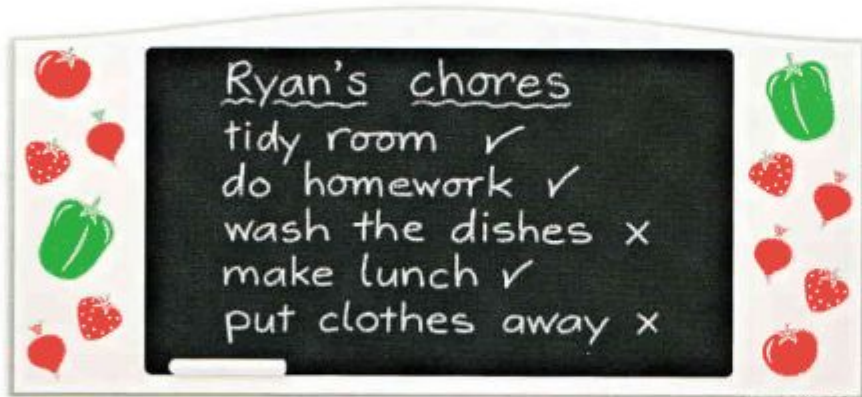 Ryan's chores
tidy room ✓
do homework ✓
wash the dishes x
make lunch ✓
put clothes away x